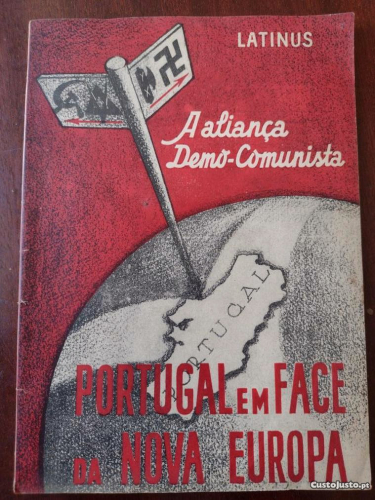 LATINUS
A aliança
Demo-Comunista
PORTUGAL
PORTUGAL EM FACE
DA NOVA EUROPA
CustoJusto.pt